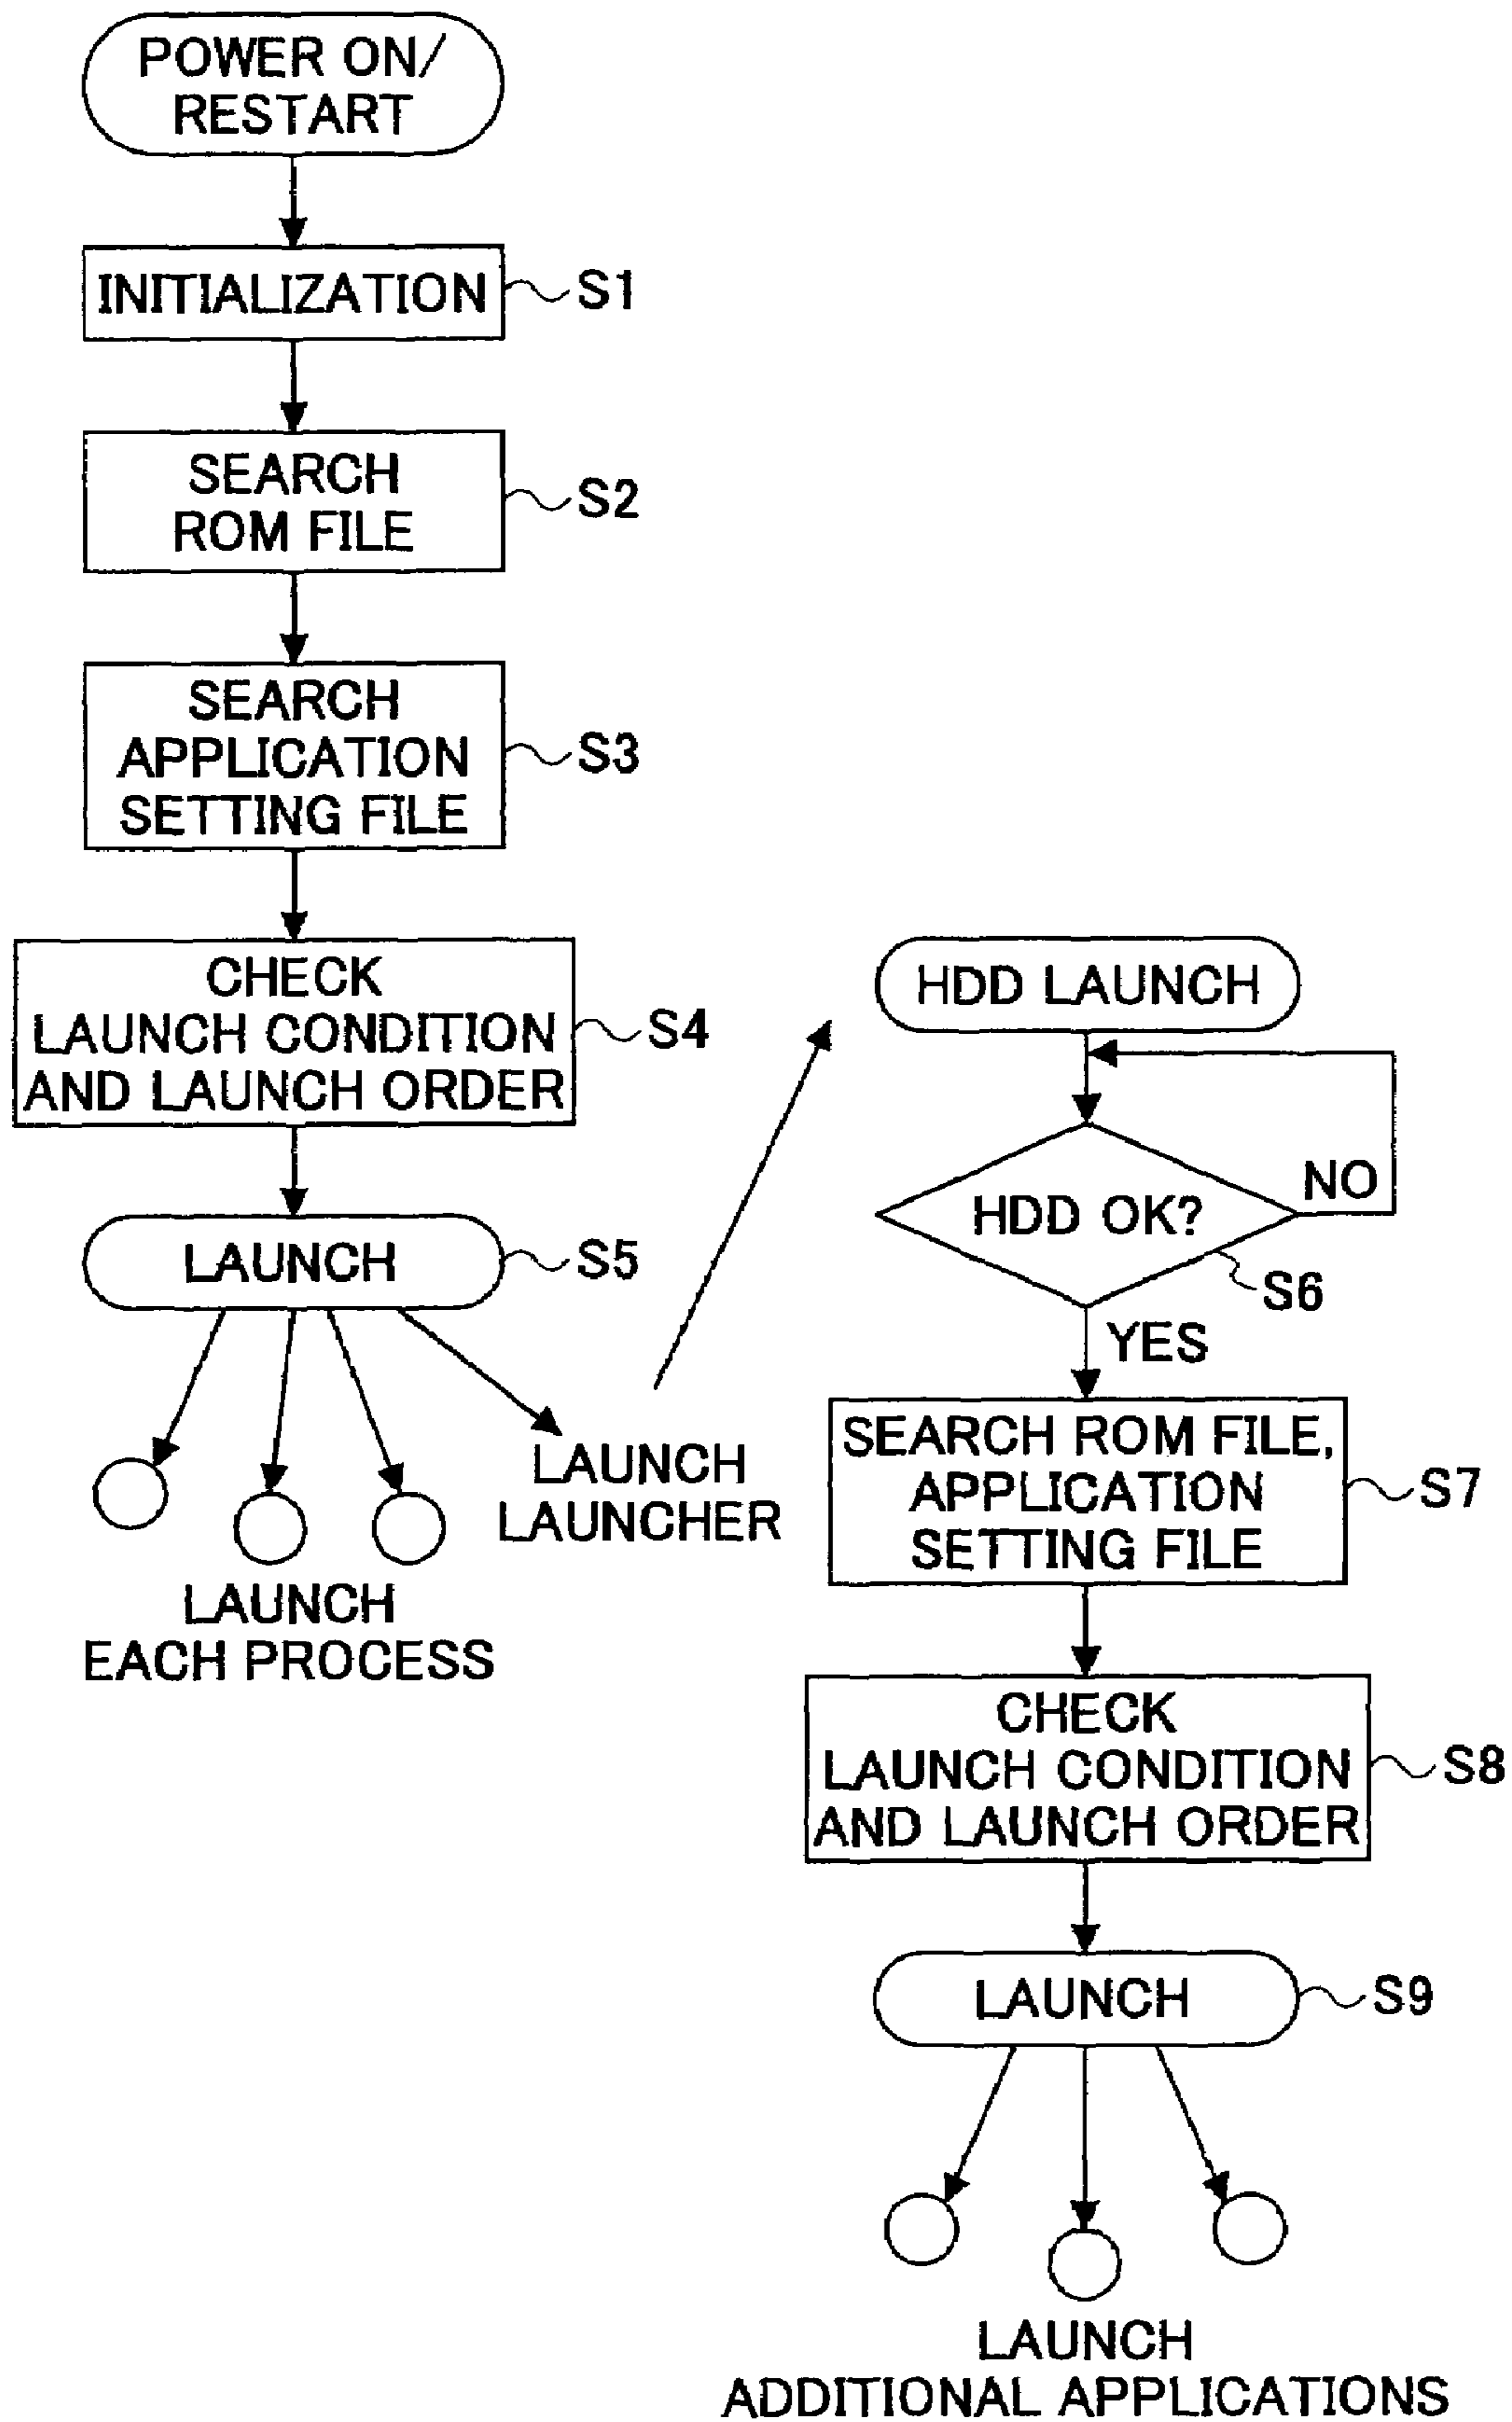 POWER ON/
RESTART
INITIALIZATION
S1
SEARCH
ROM FILE
S2
SEARCH
APPLICATION
SETTING FILE
S3
CHECK
LAUNCH CONDITION
AND LAUNCH ORDER
S4
LAUNCH
S5
LAUNCH
EACH PROCESS
LAUNCH
LAUNCHER
HDD LAUNCH
HDD OK?
NO
S6
YES
SEARCH ROM FILE,
APPLICATION
SETTING FILE
S7
CHECK
LAUNCH CONDITION
AND LAUNCH ORDER
S8
LAUNCH
S9
LAUNCH
ADDITIONAL APPLICATIONS